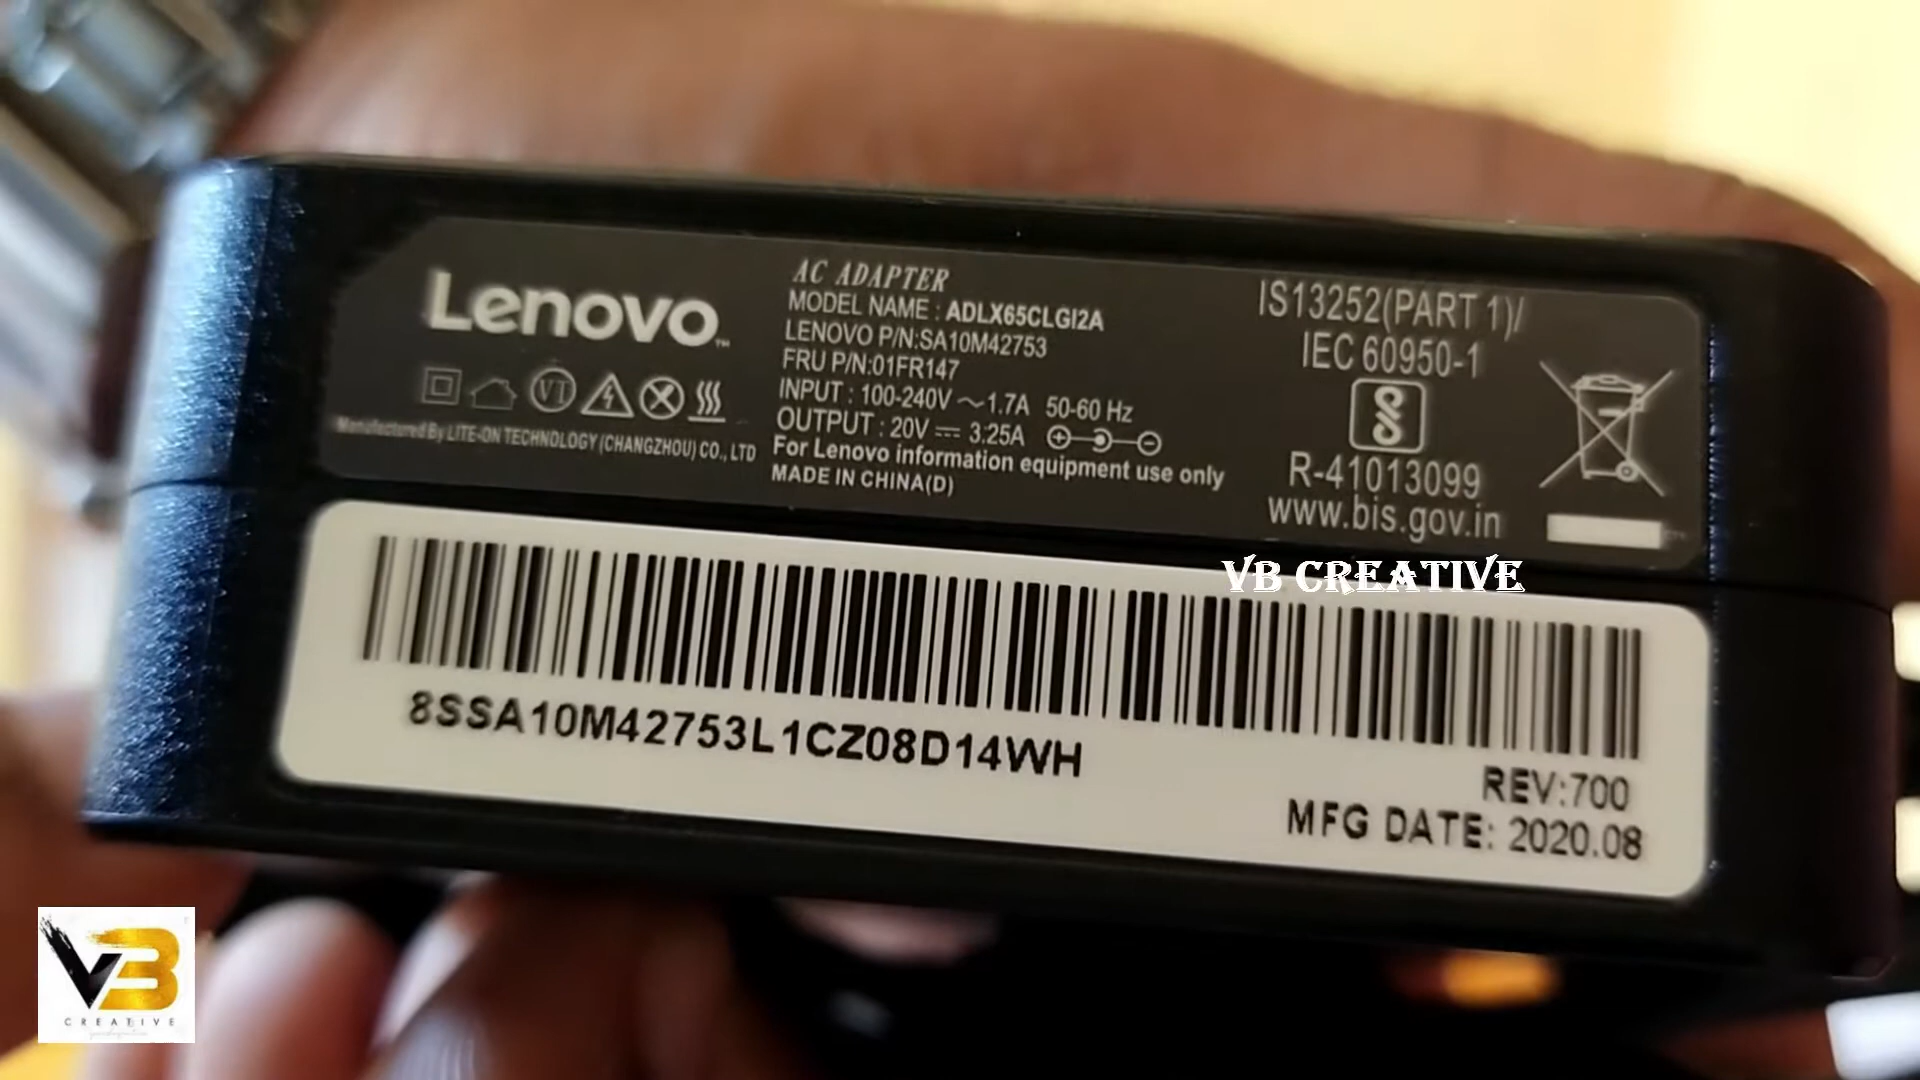 Lenovo™
AC ADAPTER
MODEL NAME : ADLX65CLGI2A
LENOVO P/N:SA10M42753
FRU P/N:01FR147
INPUT : 100-240V ~1.7A 50-60 Hz
OUTPUT : 20V ⎓ 3.25A
For Lenovo information equipment use only
MADE IN CHINA(D)
VI
Manufactured By LITE-ON TECHNOLOGY (CHANGZHOU) CO., LTD
IS13252(PART 1)/
IEC 60950-1
R-41013099
www.bis.gov.in
VB CREATIVE
8SSA10M42753L1CZ08D14WH
REV:700
MFG DATE: 2020.08
VB
CREATIVE